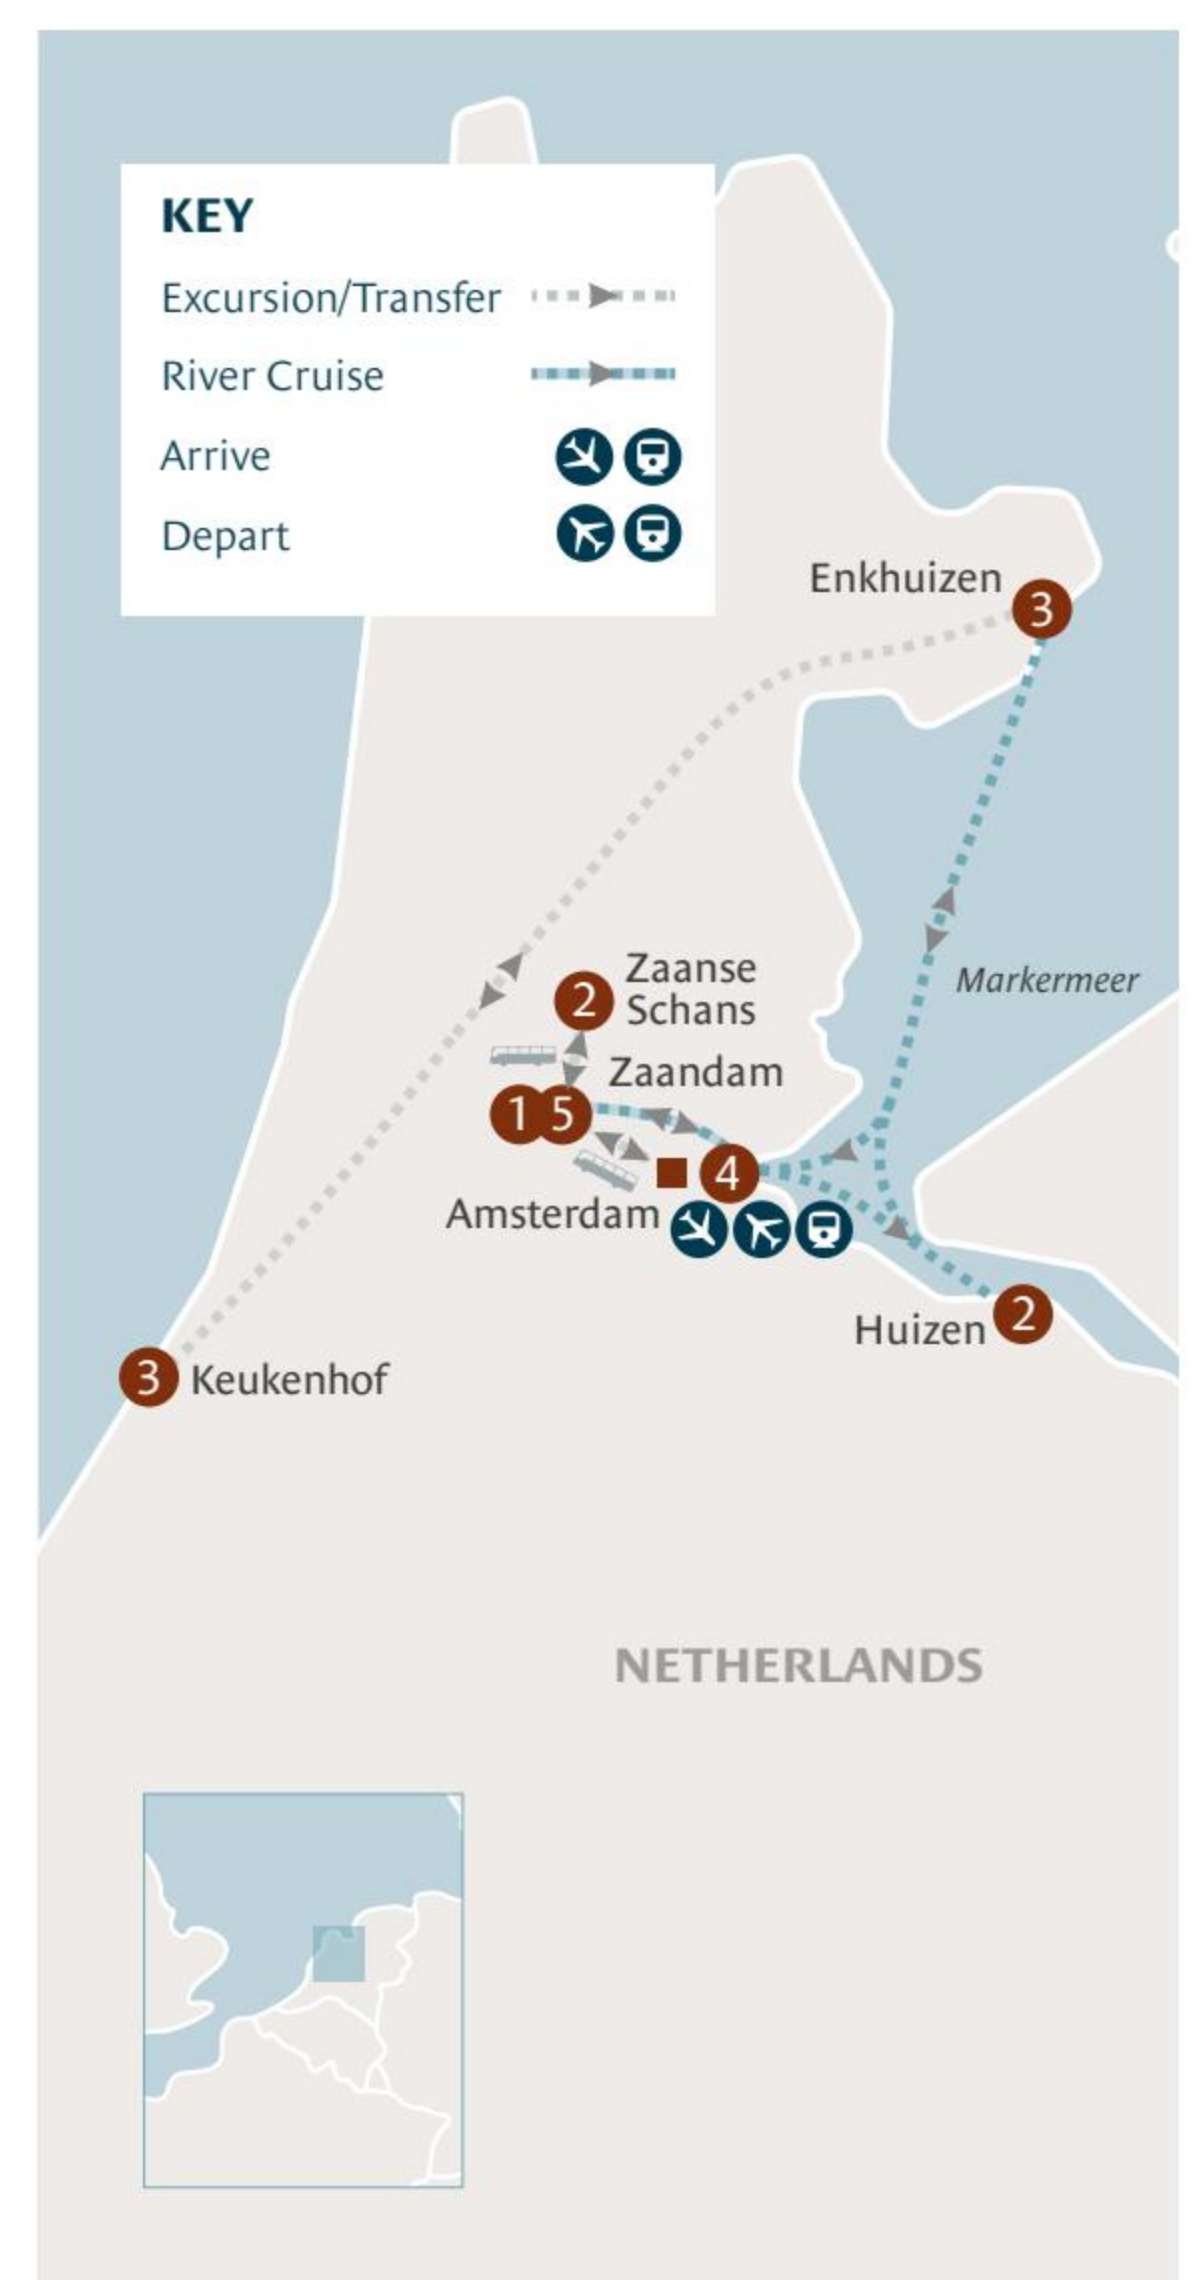 KEY
Excursion/Transfer
River Cruise
Arrive
Depart
Enkhuizen
3
Markermeer
2
Zaanse
Schans
Zaandam
1
5
4
Amsterdam
Huizen
2
3
Keukenhof
NETHERLANDS